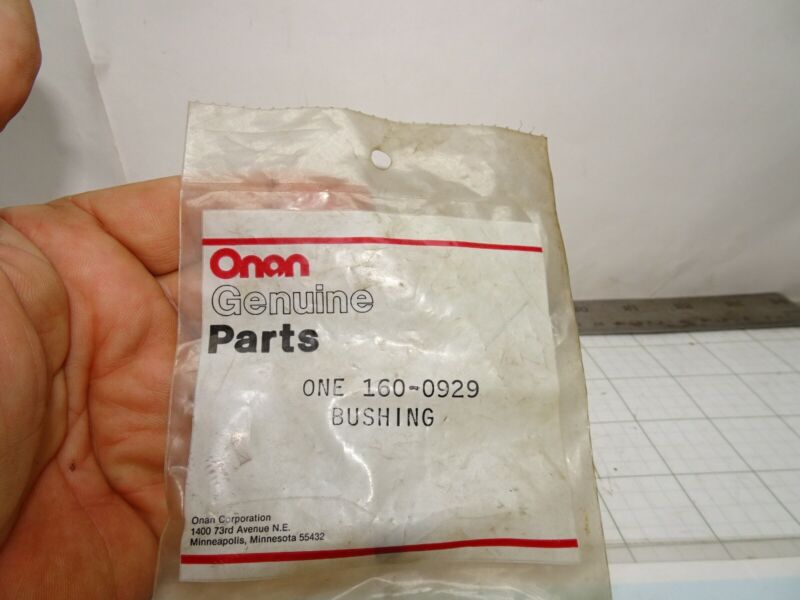 Onan
Genuine
Parts
ONE 160-0929
BUSHING
Onan Corporation
1400 73rd Avenue N.E.
Minneapolis, Minnesota 55432